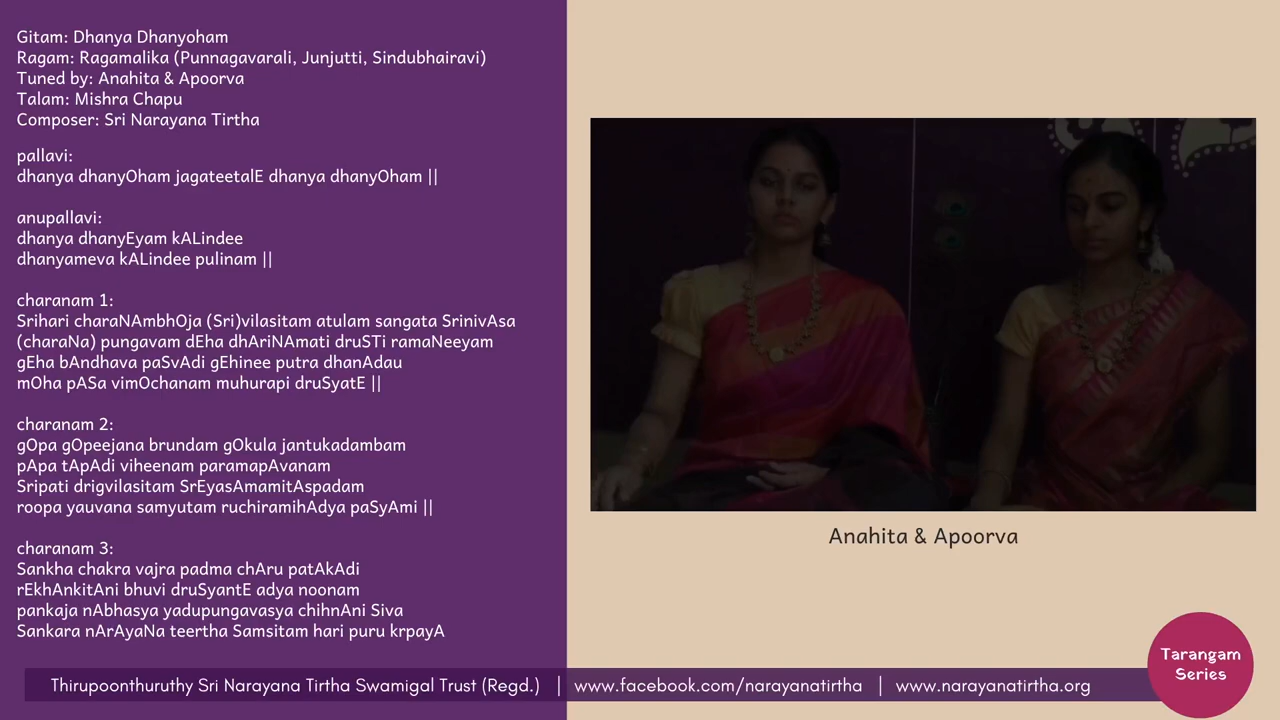 Gitam: Dhanya Dhanyoham
Ragam: Ragamalika (Punnagavarali, Junjutti, Sindubhairavi)
Tuned by: Anahita & Apoorva
Talam: Mishra Chapu
Composer: Sri Narayana Tirtha
pallavi:
dhanya dhanyOham jagateetalE dhanya dhanyOham ||
anupallavi:
dhanya dhanyEyam kALindee
dhanyameva kALindee pulinam ||
charanam 1:
Srihari charaNAmbhOja (Sri)vilasitam atulam sangata SrinivAsa
(charaNa) pungavam dEha dhAriNAmati druSTi ramaNeeyam
gEha bAndhava paSvAdi gEhinee putra dhanAdau
mOha pASa vimOchanam muhurapi druSyatE ||
charanam 2:
gOpa gOpeejana brundam gOkula jantukadambam
pApa tApAdi viheenam paramapAvanam
Sripati drigvilasitam SrEyasAmamitAspadam
roopa yauvana samyutam ruchiramihAdya paSyAmi ||
charanam 3:
Sankha chakra vajra padma chAru patAkAdi
rEkhAnkitAni bhuvi druSyantE adya noonam
pankaja nAbhasya yadupungavasya chihnAni Siva
Sankara nArAyaNa teertha Samsitam hari puru krpayA
Anahita & Apoorva
Tarangam
Series
Thirupoonthuruthy Sri Narayana Tirtha Swamigal Trust (Regd.) | www.facebook.com/narayanatirtha | www.narayanatirtha.org